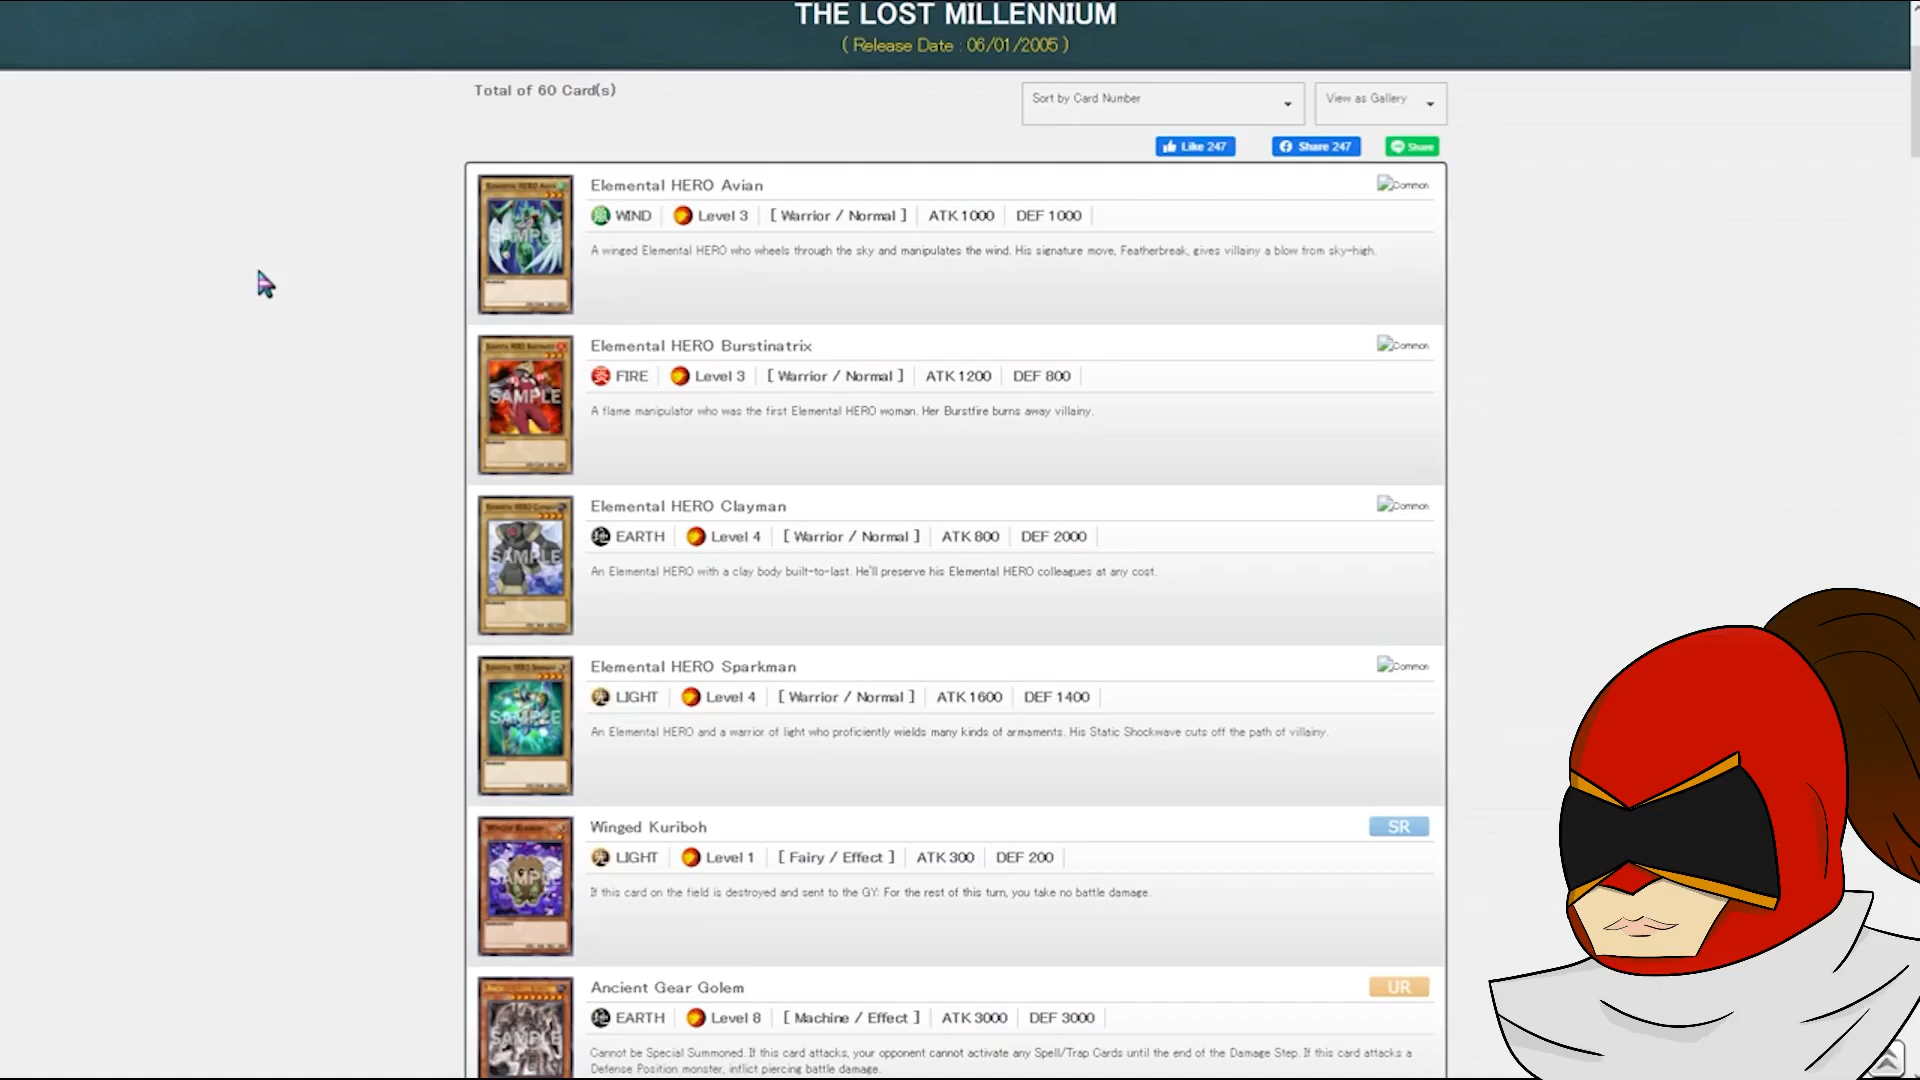 THE LOST MILLENNIUM
( Release Date : 06/01/2005 )
Total of 60 Card(s)
Sort by Card Number
View as Gallery
Like 247
Share 247
Share
Elemental HERO Avian
Common
WIND
Level 3
[ Warrior / Normal ]
ATK 1000
DEF 1000
A winged Elemental HERO who wheels through the sky and manipulates the wind. His signature move, Featherbreak, gives villainy a blow from sky-high.
SAMPLE
Elemental HERO Burstinatrix
Common
FIRE
Level 3
[ Warrior / Normal ]
ATK 1200
DEF 800
A flame manipulator who was the first Elemental HERO woman. Her Burstfire burns away villainy.
SAMPLE
Elemental HERO Clayman
Common
EARTH
Level 4
[ Warrior / Normal ]
ATK 800
DEF 2000
An Elemental HERO with a clay body built-to-last. He'll preserve his Elemental HERO colleagues at any cost.
SAMPLE
Elemental HERO Sparkman
Common
LIGHT
Level 4
[ Warrior / Normal ]
ATK 1600
DEF 1400
An Elemental HERO and a warrior of light who proficiently wields many kinds of armaments. His Static Shockwave cuts off the path of villainy.
SAMPLE
Winged Kuriboh
SR
LIGHT
Level 1
[ Fairy / Effect ]
ATK 300
DEF 200
If this card on the field is destroyed and sent to the GY: For the rest of this turn, you take no battle damage.
SAMPLE
Ancient Gear Golem
UR
EARTH
Level 8
[ Machine / Effect ]
ATK 3000
DEF 3000
Cannot be Special Summoned. If this card attacks, your opponent cannot activate any Spell/Trap Cards until the end of the Damage Step. If this card attacks a
Defense Position monster, inflict piercing battle damage.
SAMPLE